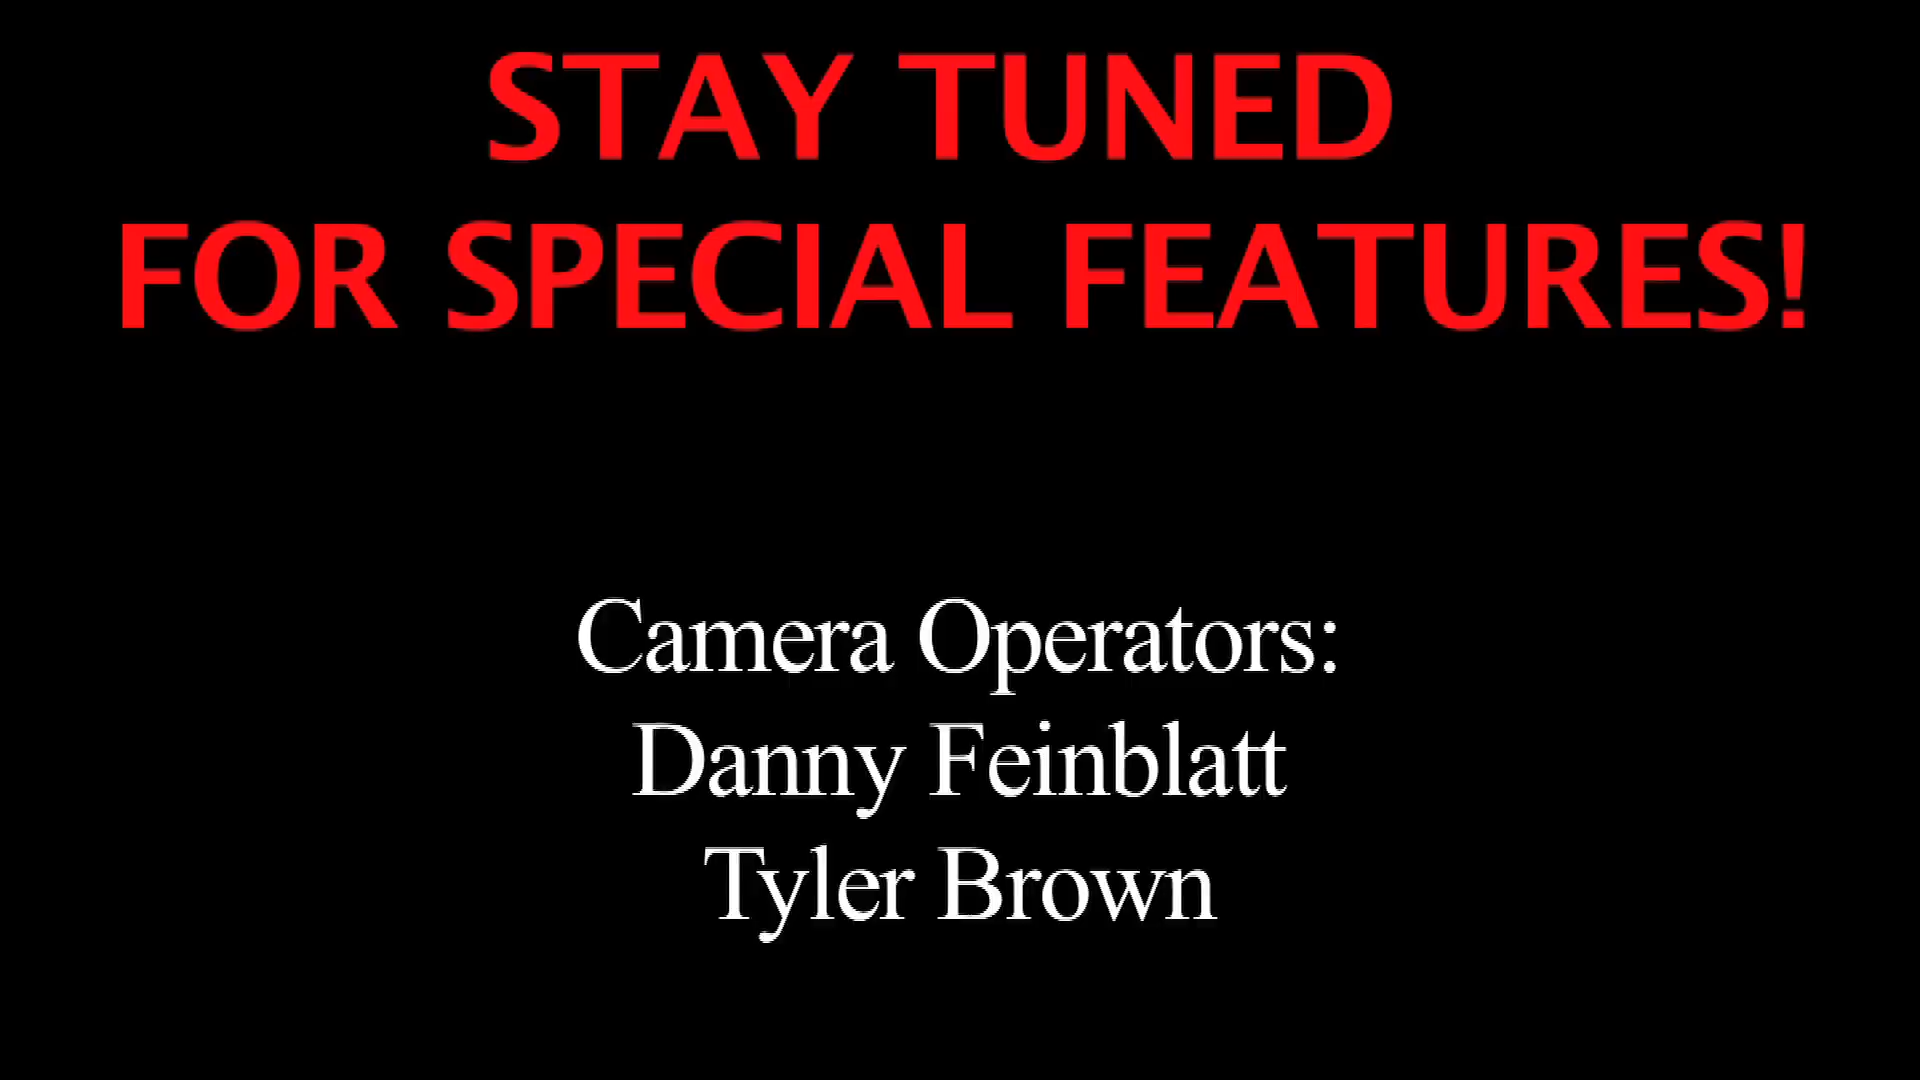 STAY TUNED
FOR SPECIAL FEATURES!
Camera Operators:
Danny Feinblatt
Tyler Brown